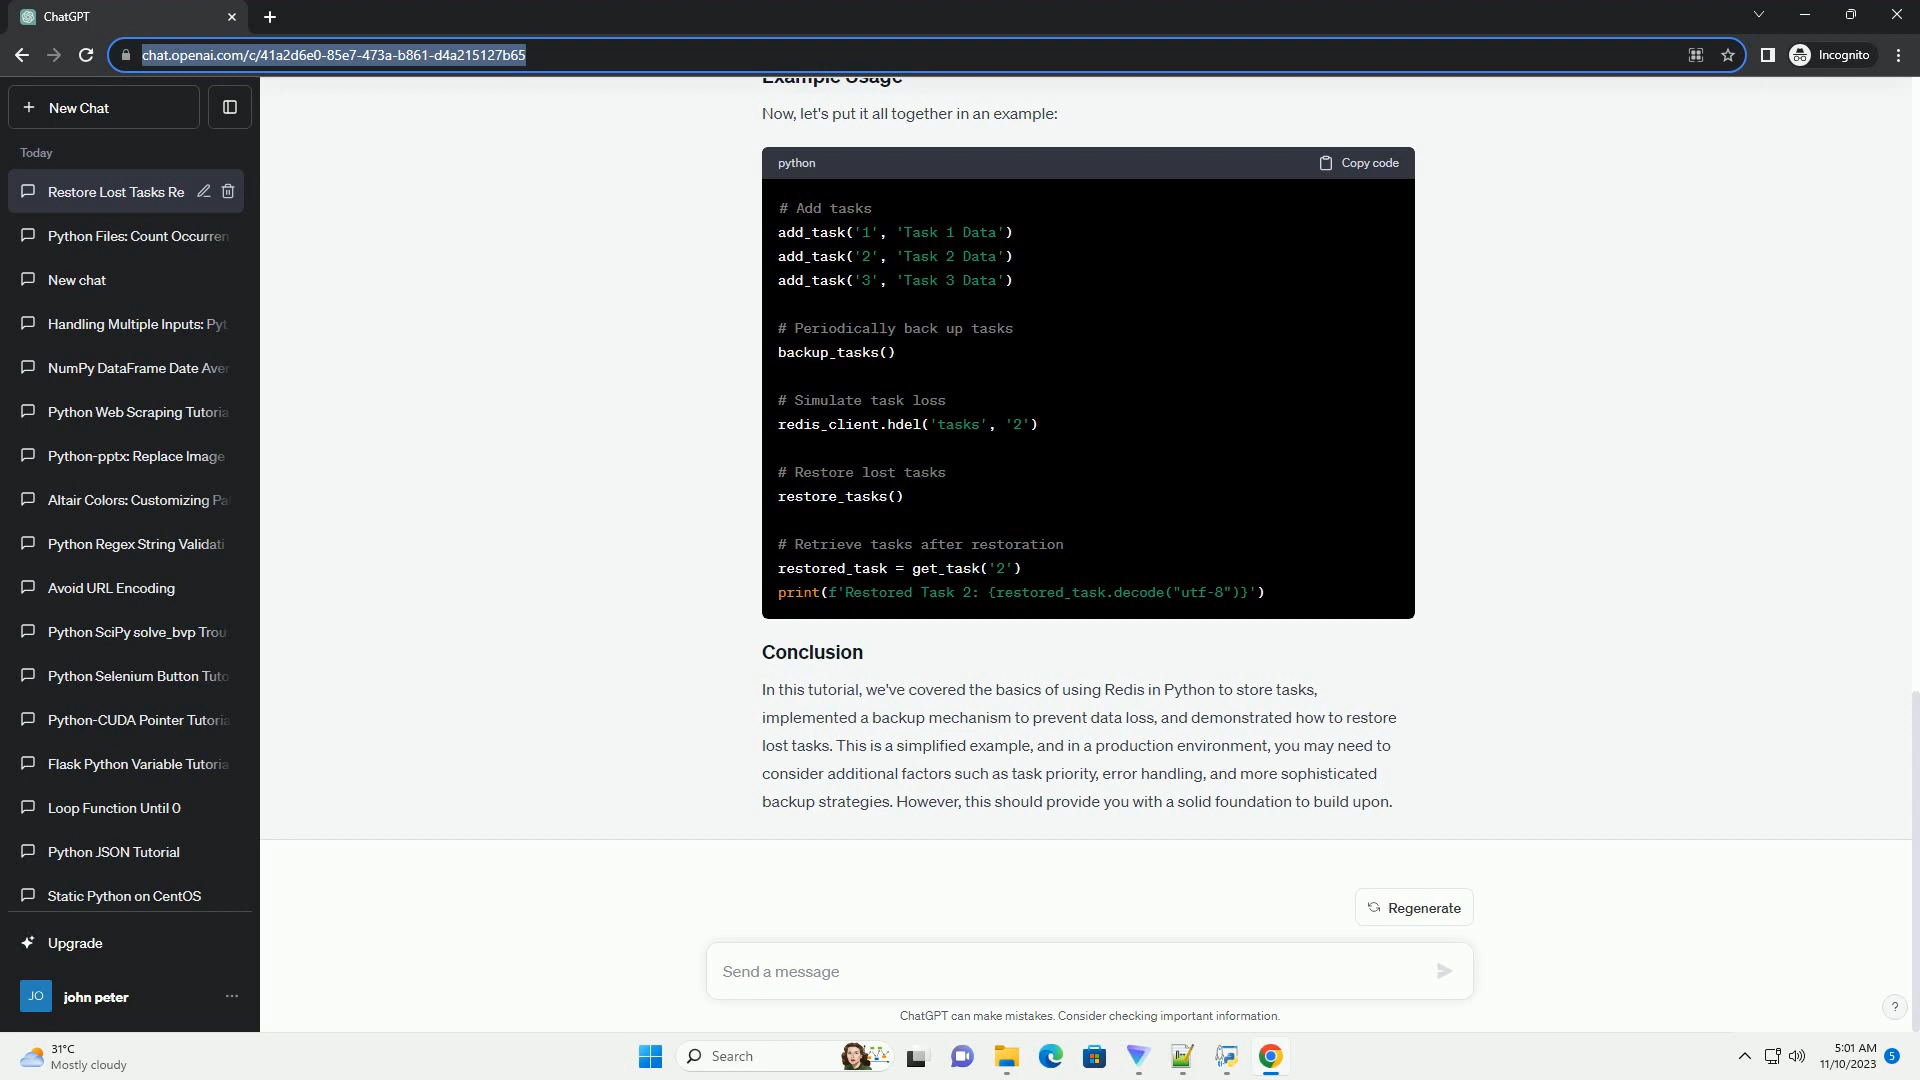 ChatGPT
chat.openai.com/c/41a2d6e0-85e7-473a-b861-d4a215127b65
Incognito
New Chat
Today
Restore Lost Tasks Re
Python Files: Count Occurren
New chat
Handling Multiple Inputs: Pyt
NumPy DataFrame Date Aver
Python Web Scraping Tutoria
Python-pptx: Replace Image
Altair Colors: Customizing Pal
Python Regex String Validati
Avoid URL Encoding
Python SciPy solve_bvp Trou
Python Selenium Button Tuto
Python-CUDA Pointer Tutoria
Flask Python Variable Tutoria
Loop Function Until 0
Python JSON Tutorial
Static Python on CentOS
Upgrade
JO
john peter
Example Usage
Now, let's put it all together in an example:
python
Copy code
# Add tasks
add_task('1', 'Task 1 Data')
add_task('2', 'Task 2 Data')
add_task('3', 'Task 3 Data')
# Periodically back up tasks
backup_tasks()
# Simulate task loss
redis_client.hdel('tasks', '2')
# Restore lost tasks
restore_tasks()
# Retrieve tasks after restoration
restored_task = get_task('2')
print(f'Restored Task 2: {restored_task.decode("utf-8")}')
Conclusion
In this tutorial, we've covered the basics of using Redis in Python to store tasks,
implemented a backup mechanism to prevent data loss, and demonstrated how to restore
lost tasks. This is a simplified example, and in a production environment, you may need to
consider additional factors such as task priority, error handling, and more sophisticated
backup strategies. However, this should provide you with a solid foundation to build upon.
Regenerate
Send a message
ChatGPT can make mistakes. Consider checking important information.
?
31°C
Mostly cloudy
Search
5:01 AM
11/10/2023
5